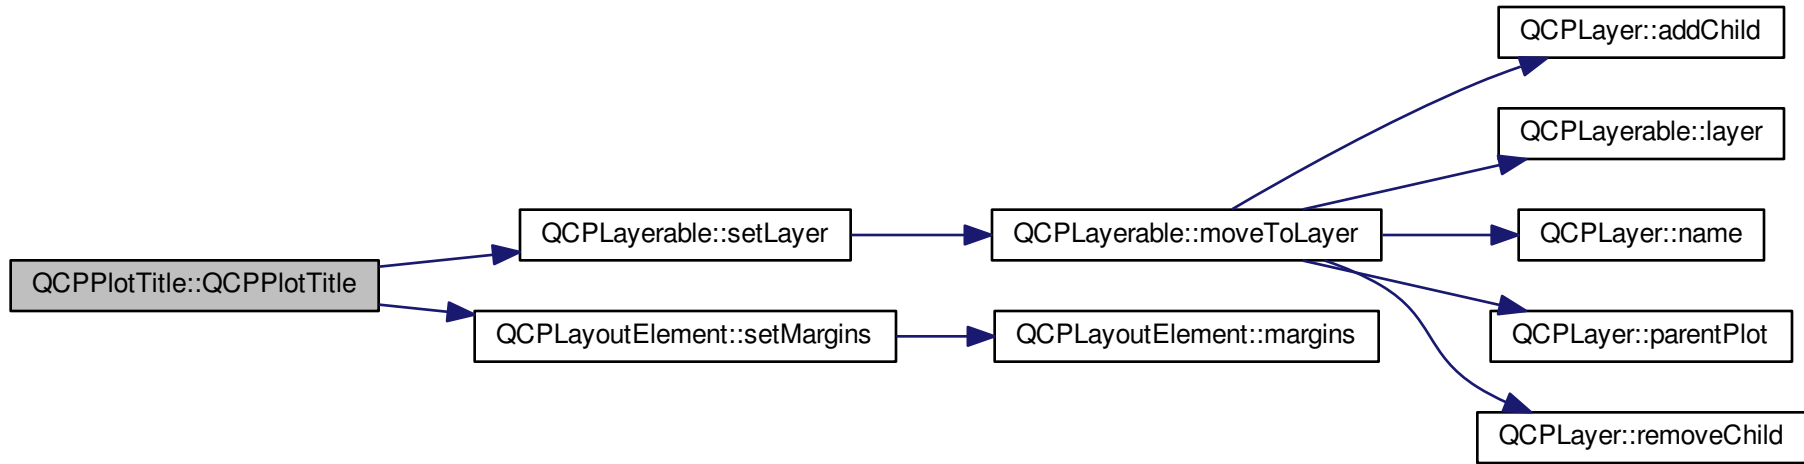 QCPLayer::addChild
QCPLayerable::layer
QCPLayerable::setLayer
QCPLayerable::moveToLayer
QCPLayer::name
QCPPlotTitle::QCPPlotTitle
QCPLayoutElement::setMargins
QCPLayoutElement::margins
QCPLayer::parentPlot
QCPLayer::removeChild